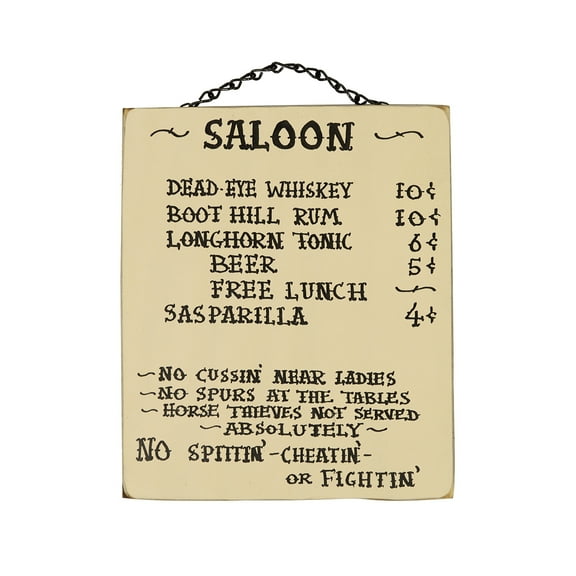 ~ SALOON ~
DEAD-EYE WHISKEY 10¢
BOOT HILL RUM 10¢
LONGHORN TONIC 6¢
BEER 5¢
FREE LUNCH ~
SASPARILLA 4¢
~NO CUSSIN' NEAR LADIES
~NO SPURS AT THE TABLES
~HORSE THIEVES NOT SERVED
~ABSOLUTELY~
NO SPITTIN'-CHEATIN'-
OR FIGHTIN'